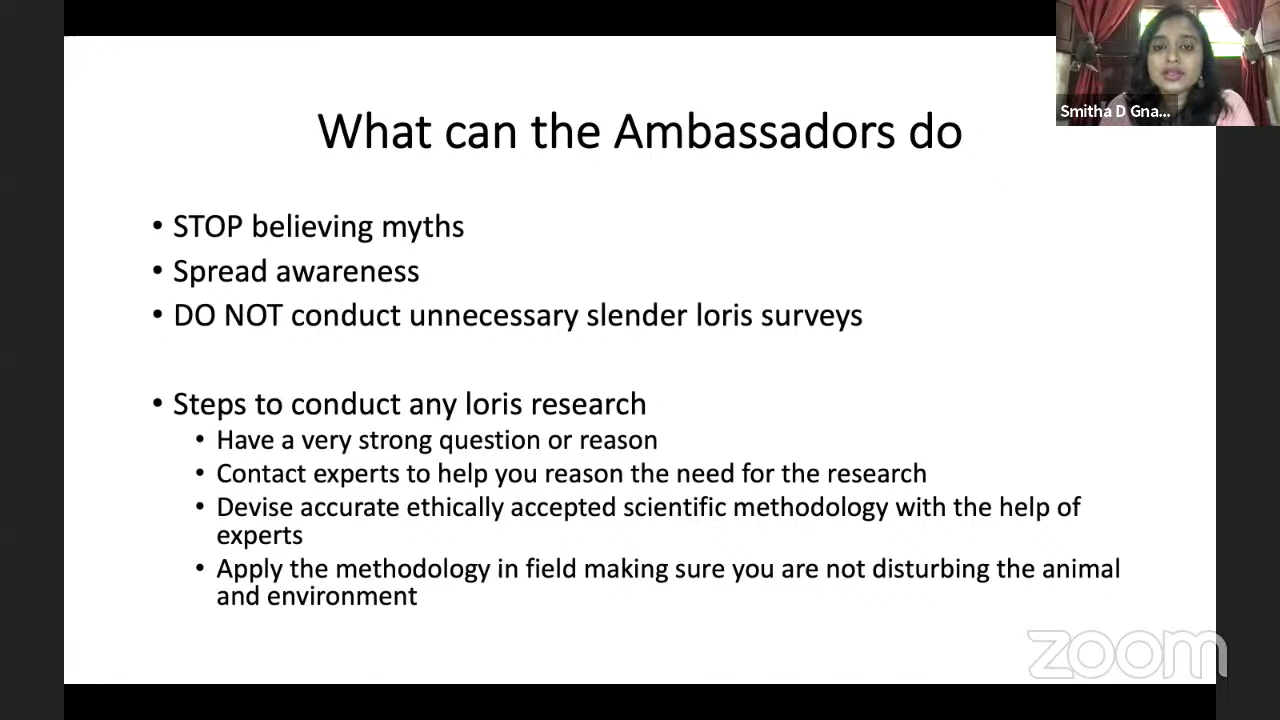 Smitha D Gna...
What can the Ambassadors do
• STOP believing myths
• Spread awareness
• DO NOT conduct unnecessary slender loris surveys
• Steps to conduct any loris research
• Have a very strong question or reason
• Contact experts to help you reason the need for the research
• Devise accurate ethically accepted scientific methodology with the help of
experts
• Apply the methodology in field making sure you are not disturbing the animal
and environment
zoom